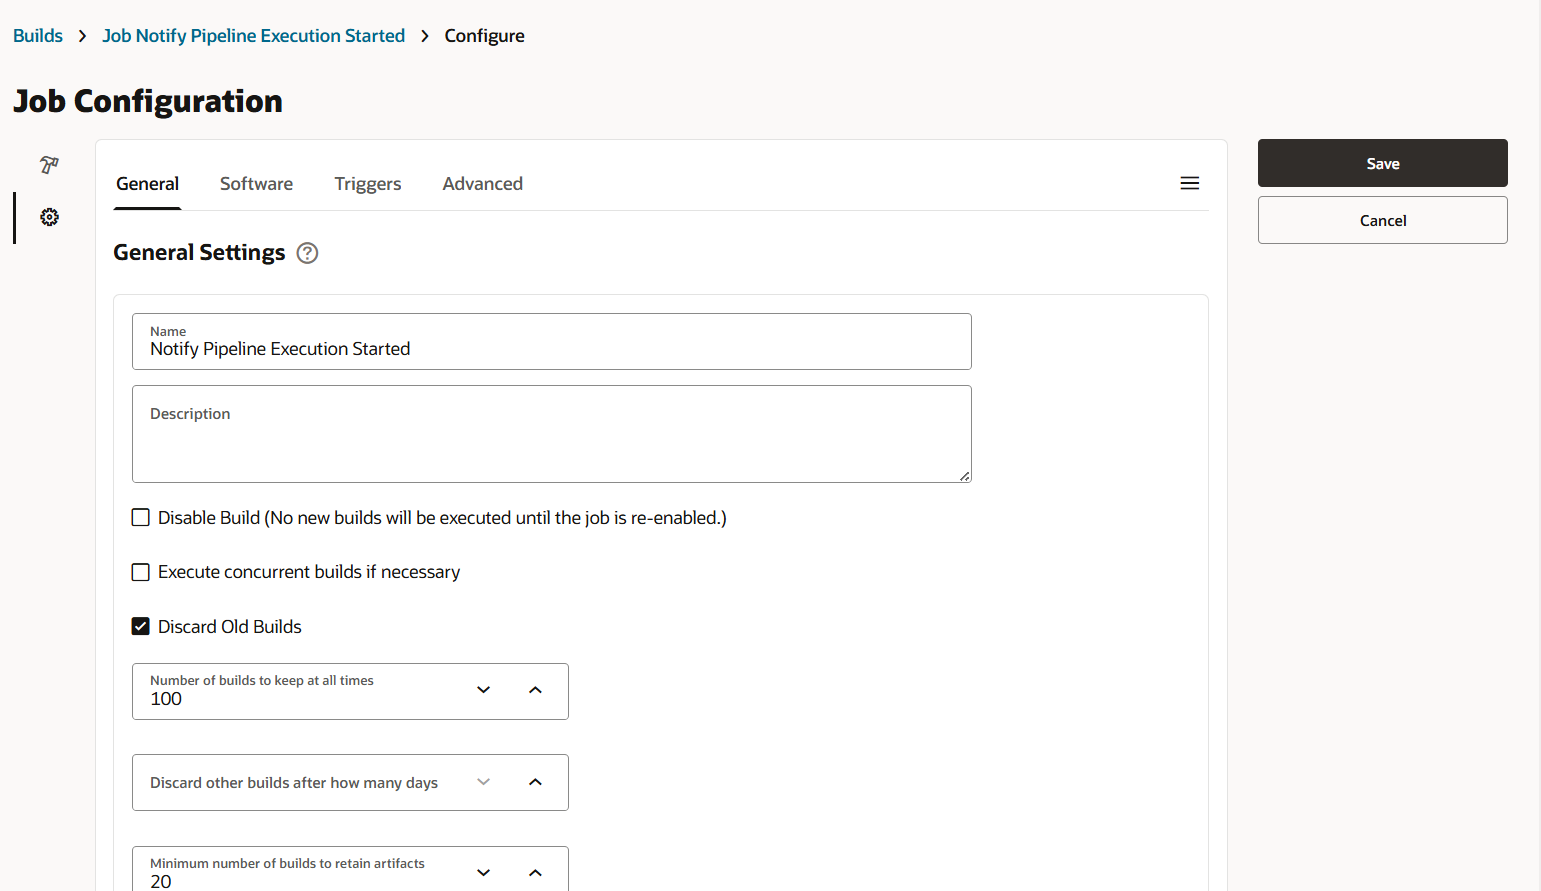 Builds > Job Notify Pipeline Execution Started > Configure
Job Configuration
General Software Triggers Advanced
Save
Cancel
General Settings ?
Name
Notify Pipeline Execution Started
Description
Disable Build (No new builds will be executed until the job is re-enabled.)
Execute concurrent builds if necessary
Discard Old Builds
Number of builds to keep at all times
100
Discard other builds after how many days
Minimum number of builds to retain artifacts
20